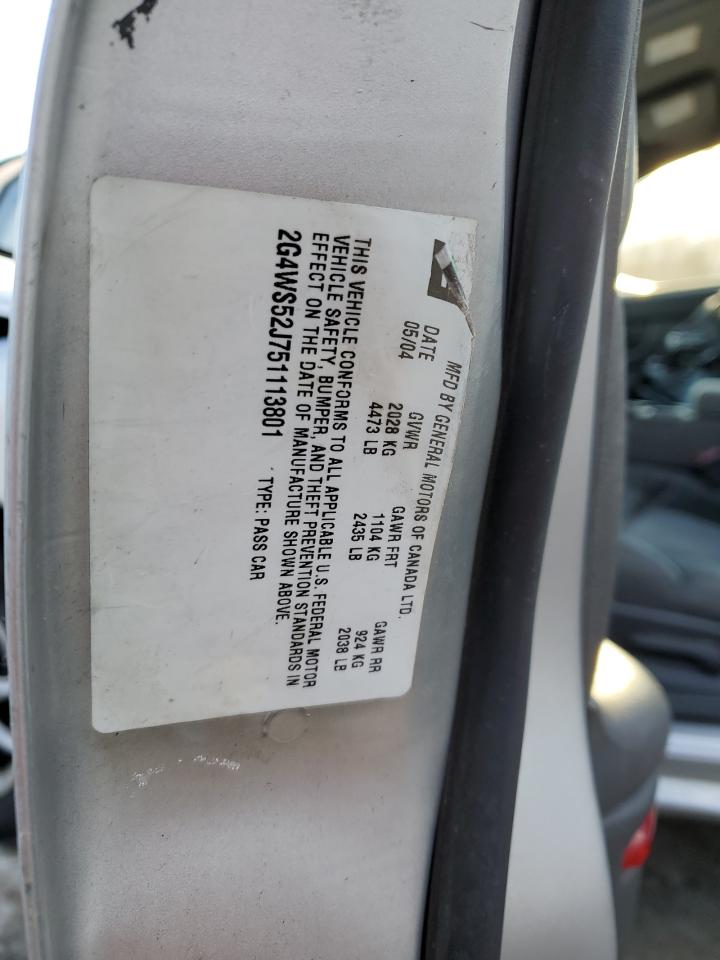 MFD BY GENERAL MOTORS OF CANADA LTD.
DATE GVWR GAWR FRT GAWR RR
05/04 2028 KG 1104 KG 924 KG
4473 LB 2435 LB 2038 LB
THIS VEHICLE CONFORMS TO ALL APPLICABLE U.S. FEDERAL MOTOR
VEHICLE SAFETY, BUMPER, AND THEFT PREVENTION STANDARDS IN
EFFECT ON THE DATE OF MANUFACTURE SHOWN ABOVE.
2G4WS52J751113801 TYPE: PASS CAR